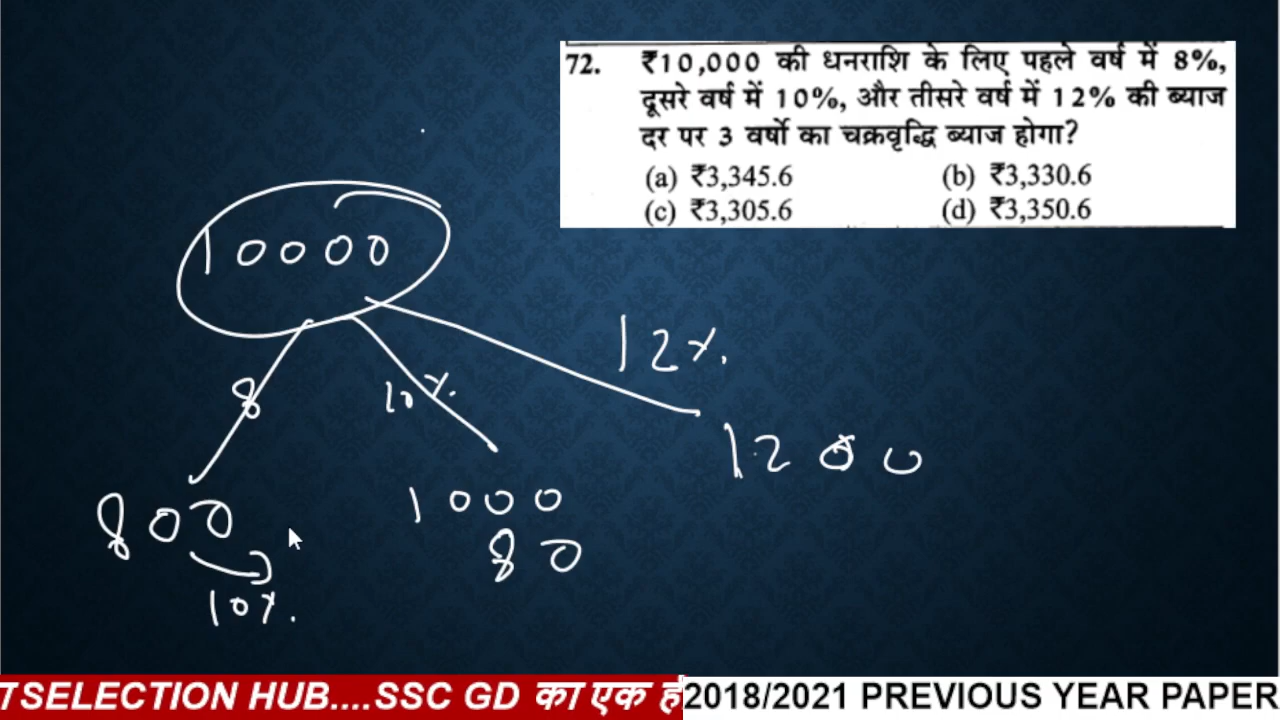 72. ₹10,000 की धनराशि के लिए पहले वर्ष में 8%,
दूसरे वर्ष में 10%, और तीसरे वर्ष में 12% की ब्याज
दर पर 3 वर्षो का चक्रवृद्धि ब्याज होगा?
(a) ₹3,345.6 (b) ₹3,330.6
(c) ₹3,305.6 (d) ₹3,350.6
10000
8 10% 12%
800 1000 1200
80
10%.
TSELECTION HUB....SSC GD का एक ह
2018/2021 PREVIOUS YEAR PAPER